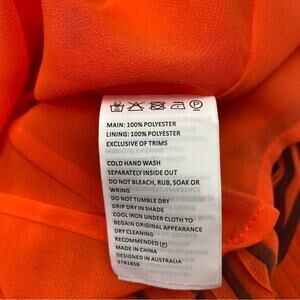 MAIN: 100% POLYESTER
LINING: 100% POLYESTER
EXCLUSIVE OF TRIMS
COLD HAND WASH
SEPARATELY INSIDE OUT
DO NOT BLEACH, RUB, SOAK OR
WRING
DO NOT TUMBLE DRY
DRIP DRY IN SHADE
COOL IRON UNDER CLOTH TO
REGAIN ORIGINAL APPEARANCE
DRY CLEANING
RECOMMENDED Ⓟ
MADE IN CHINA
DESIGNED IN AUSTRALIA